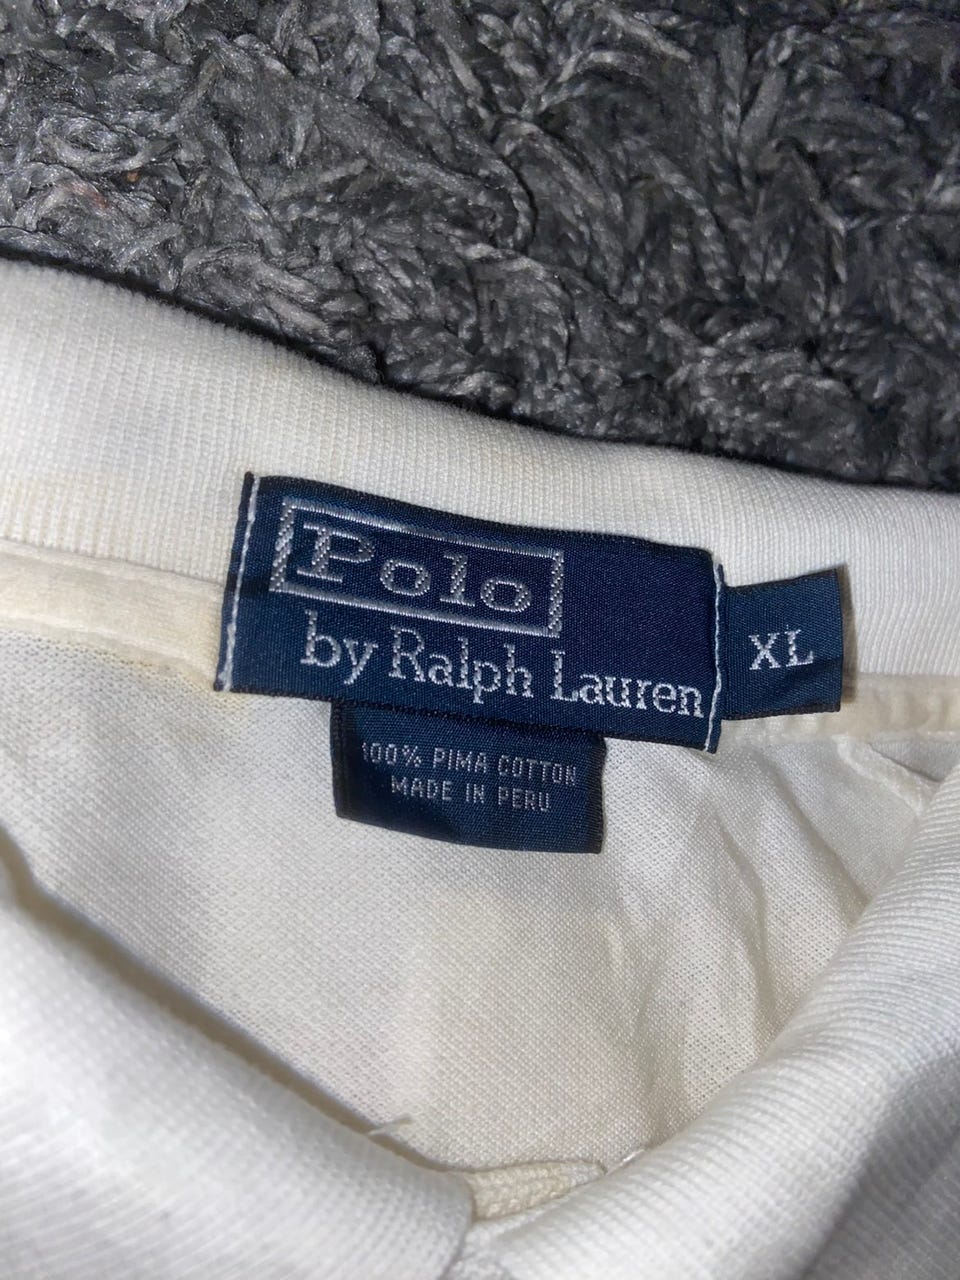 Polo
by Ralph Lauren
XL
100% PIMA COTTON
MADE IN PERU